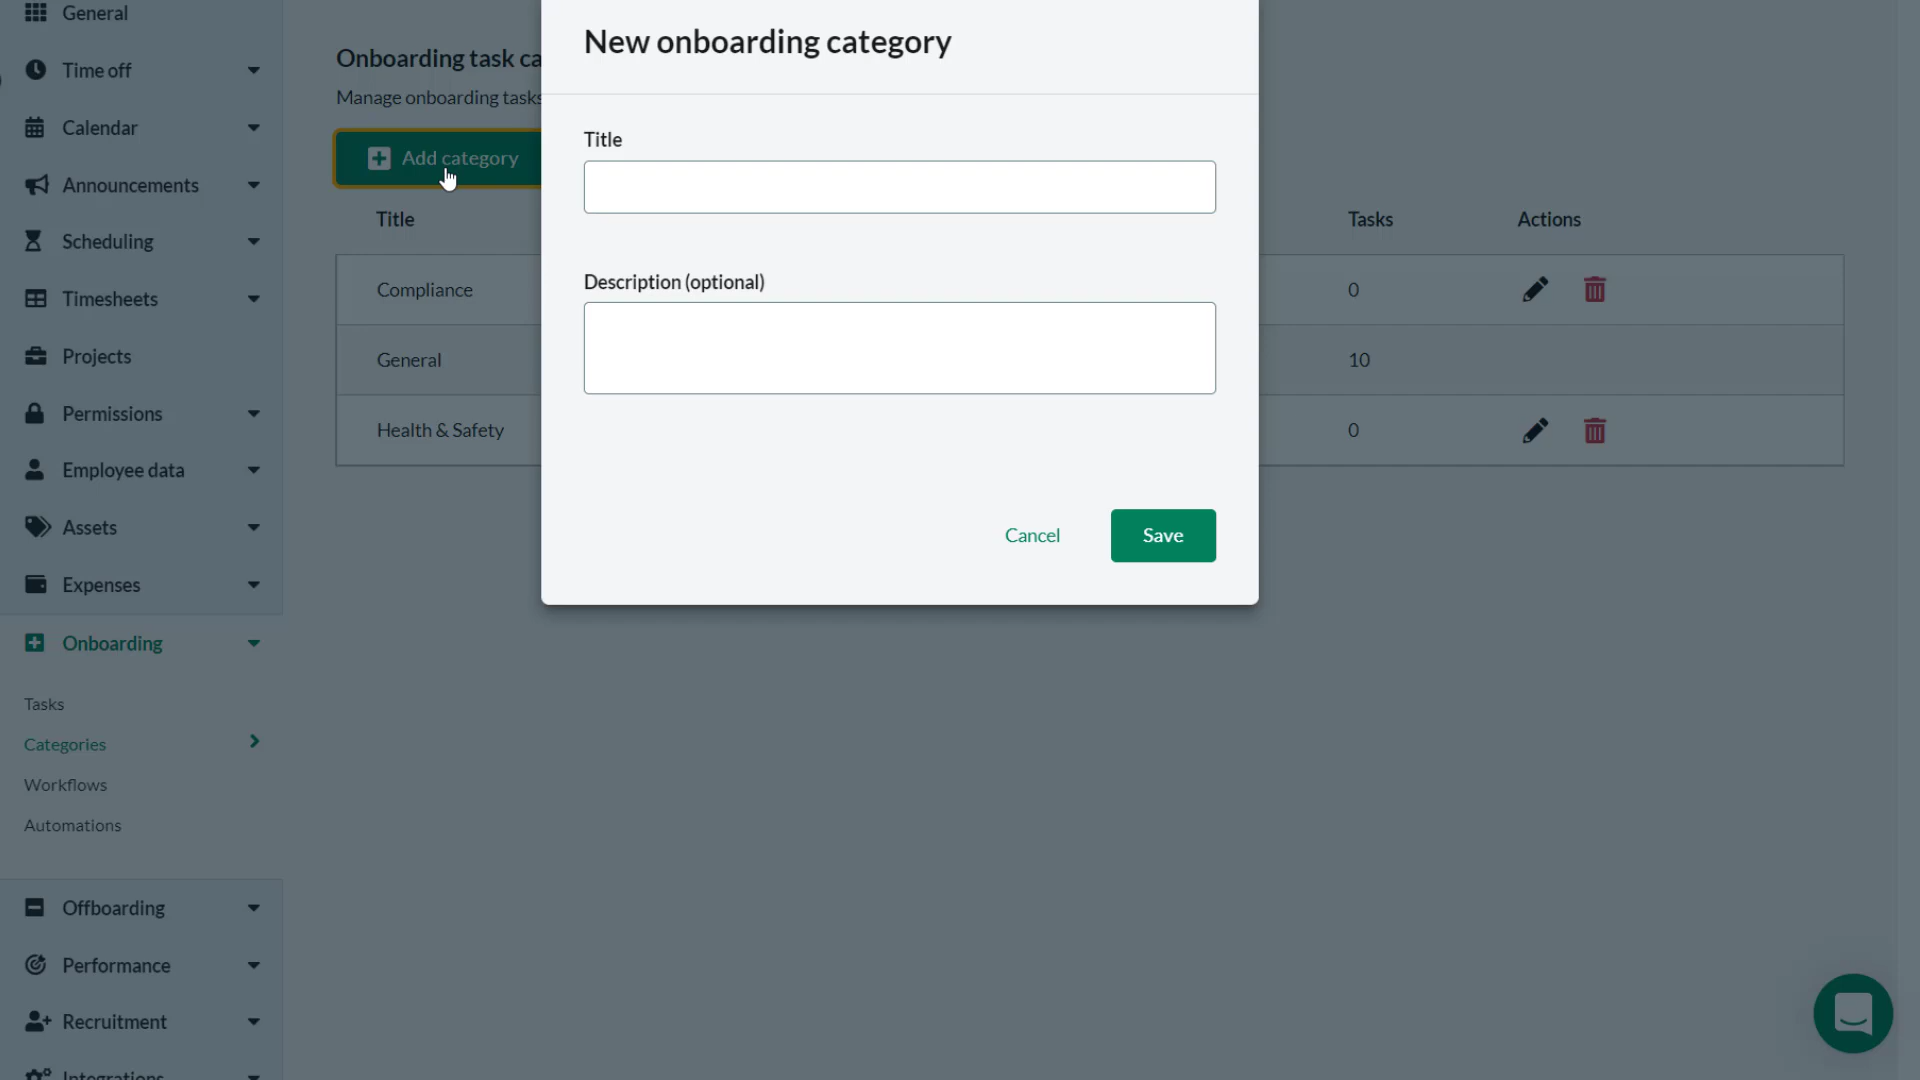 General
Time off
Calendar
Announcements
Scheduling
Timesheets
Projects
Permissions
Employee data
Assets
Expenses
Onboarding
Tasks
Categories
Workflows
Automations
Offboarding
Performance
Recruitment
Integrations
Onboarding task ca
Manage onboarding tasks
Add category
Title Tasks Actions
Compliance 0
General 10
Health & Safety 0
New onboarding category
Title
Description (optional)
Cancel Save